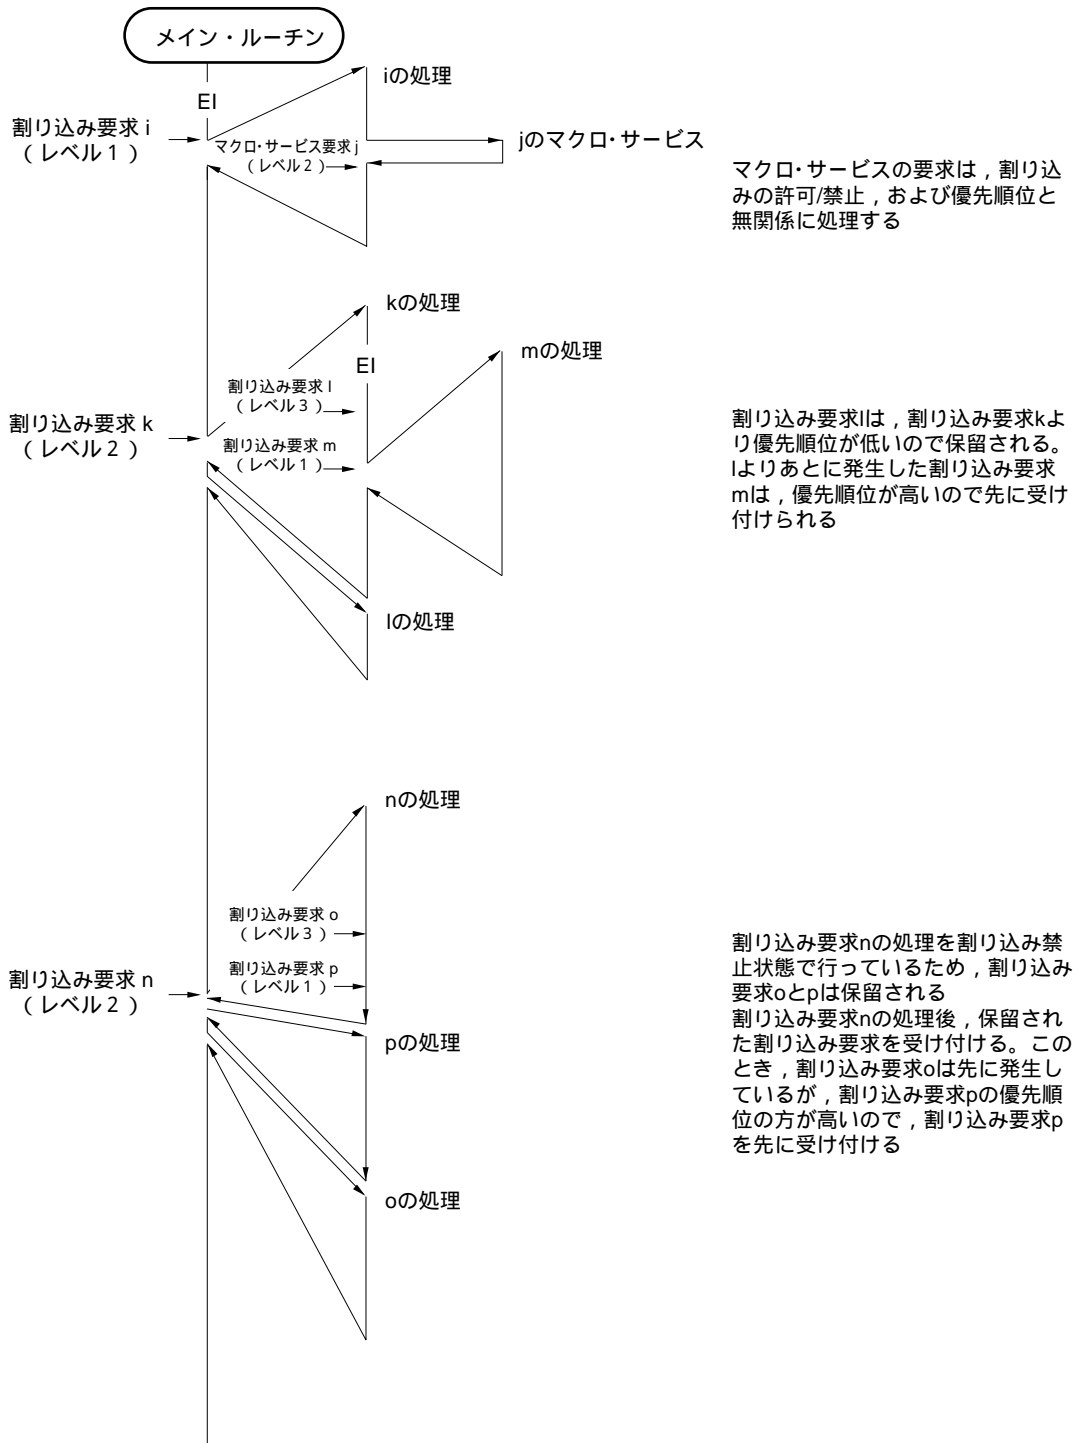 メイン・ルーチン
iの処理
EI
割り込み要求 i
（レベル１）
マクロ･サービス要求 j
（レベル２）
jのマクロ・サービス
マクロ･サービスの要求は，割り込
みの許可/禁止，および優先順位と
無関係に処理する
kの処理
mの処理
EI
割り込み要求 l
（レベル３）
割り込み要求 k
（レベル２）
割り込み要求 m
（レベル１）
割り込み要求lは，割り込み要求kよ
り優先順位が低いので保留される。
lよりあとに発生した割り込み要求
mは，優先順位が高いので先に受け
付けられる
lの処理
nの処理
割り込み要求 o
（レベル３）
割り込み要求 n
（レベル２）
割り込み要求 p
（レベル１）
割り込み要求nの処理を割り込み禁
止状態で行っているため，割り込み
要求oとpは保留される
割り込み要求nの処理後，保留され
た割り込み要求を受け付ける。この
とき，割り込み要求oは先に発生し
ているが，割り込み要求pの優先順
位の方が高いので，割り込み要求p
を先に受け付ける
pの処理
oの処理